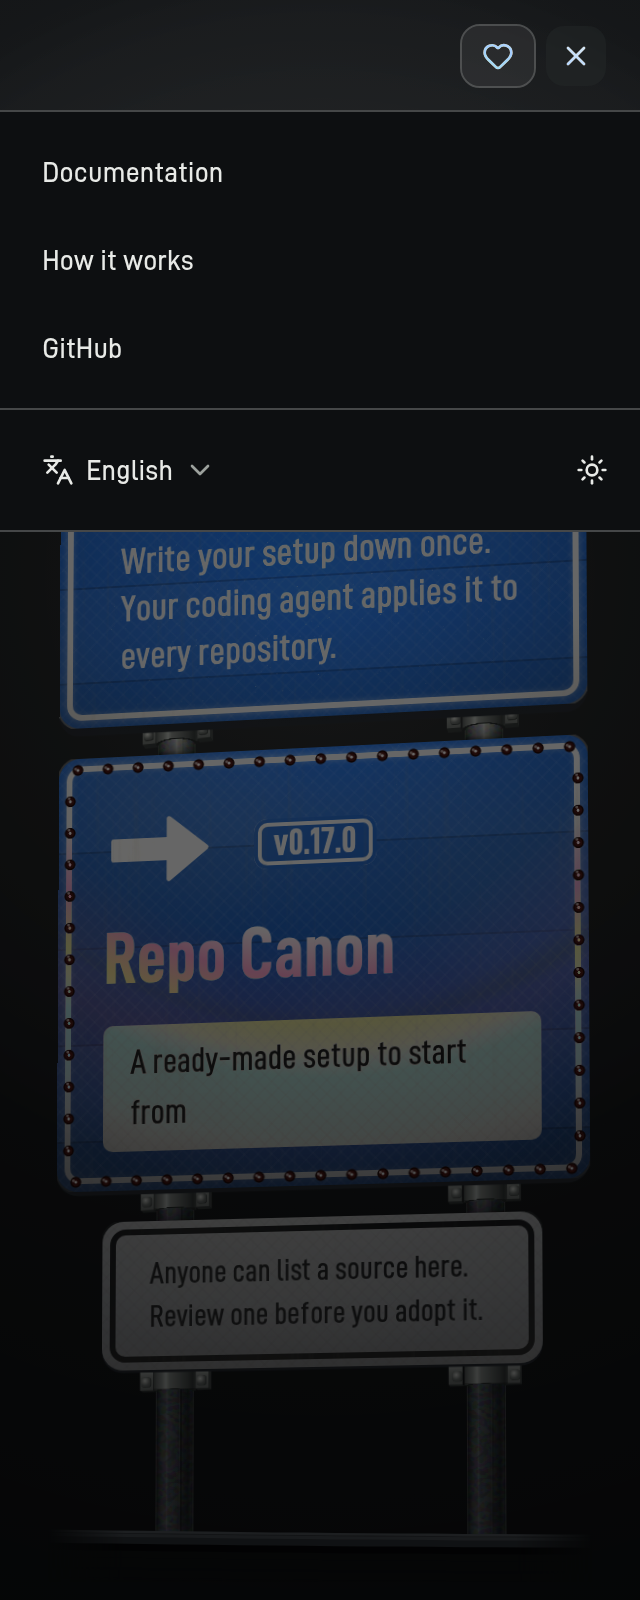 Documentation
How it works
GitHub
English
Write your setup down once.
Your coding agent applies it to
every repository.
v0.17.0
Repo Canon
A ready-made setup to start
from
Anyone can list a source here.
Review one before you adopt it.